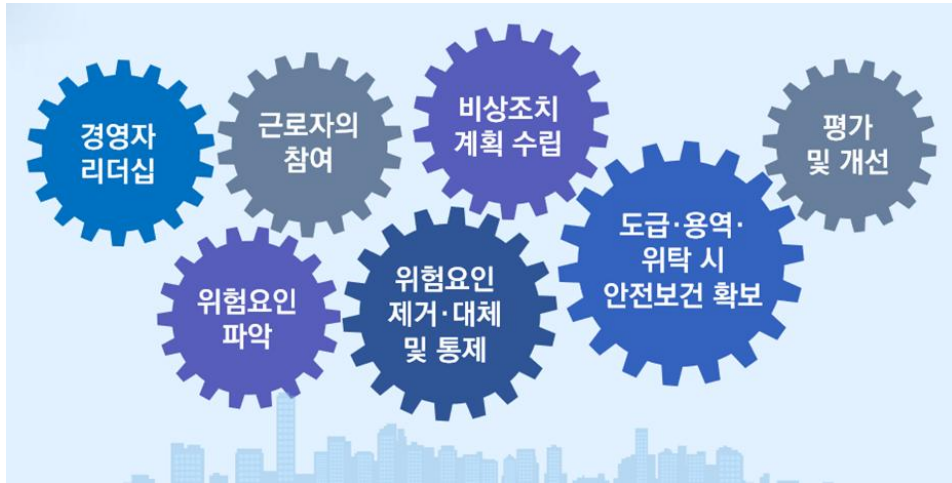 경영자
리더십
근로자의
참여
위험요인
파악
위험요인
제거·대체
및 통제
비상조치
계획 수립
도급·용역·
위탁 시
안전보건 확보
평가
및 개선